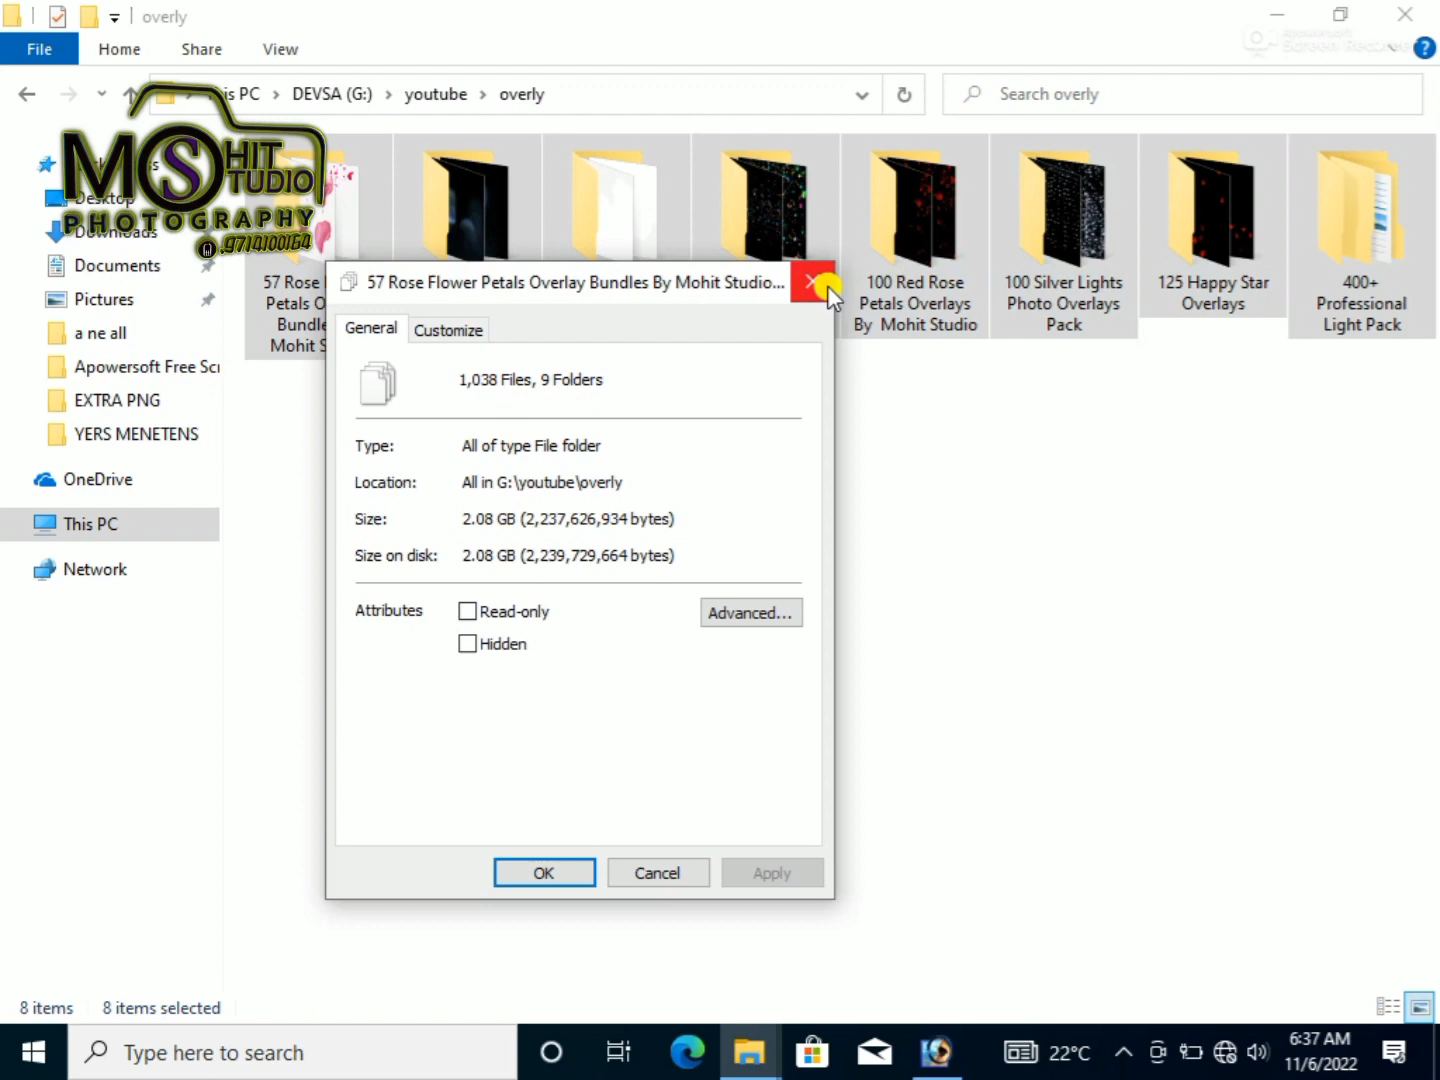 overly
File Home Share View
This PC > DEVSA (G:) > youtube > overly
Search overly
MOHIT STUDIO
PHOTOGRAPHY
.9714100164
Desktop
Downloads
Documents
Pictures
a ne all
Apowersoft Free Scr
EXTRA PNG
YERS MENETENS
OneDrive
This PC
Network
57 Rose
Petals O
Bundle
Mohit S
100 Red Rose
Petals Overlays
By Mohit Studio
100 Silver Lights
Photo Overlays
Pack
125 Happy Star
Overlays
400+
Professional
Light Pack
57 Rose Flower Petals Overlay Bundles By Mohit Studio...
General Customize
1,038 Files, 9 Folders
Type: All of type File folder
Location: All in G:\youtube\overly
Size: 2.08 GB (2,237,626,934 bytes)
Size on disk: 2.08 GB (2,239,729,664 bytes)
Attributes Read-only Advanced...
Hidden
OK Cancel Apply
8 items 8 items selected
Type here to search
22°C
6:37 AM
11/6/2022